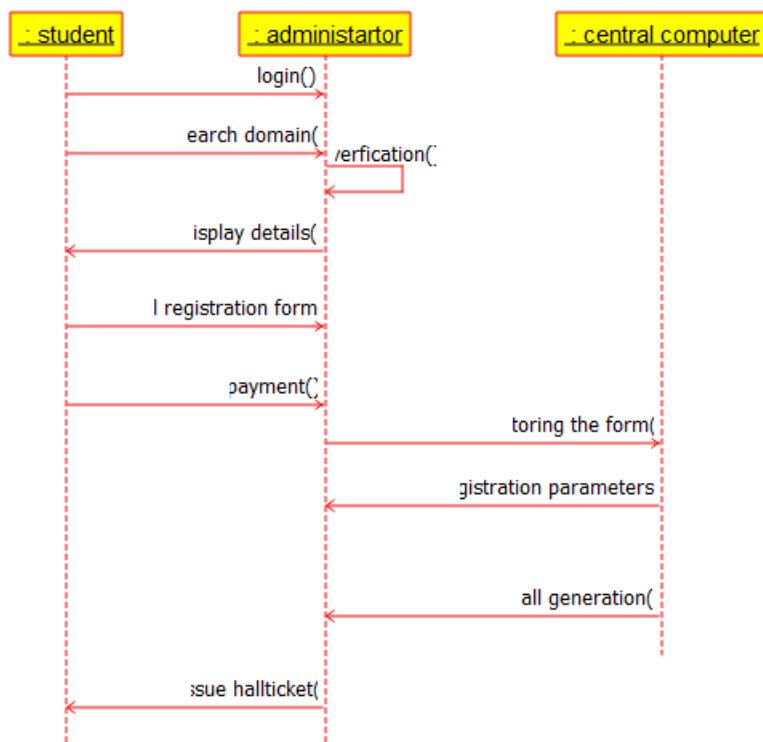 : student
: administartor
: central computer
login()
earch domain(
verfication()
isplay details(
l registration form
payment()
toring the form(
gistration parameters
all generation(
ssue hallticket(